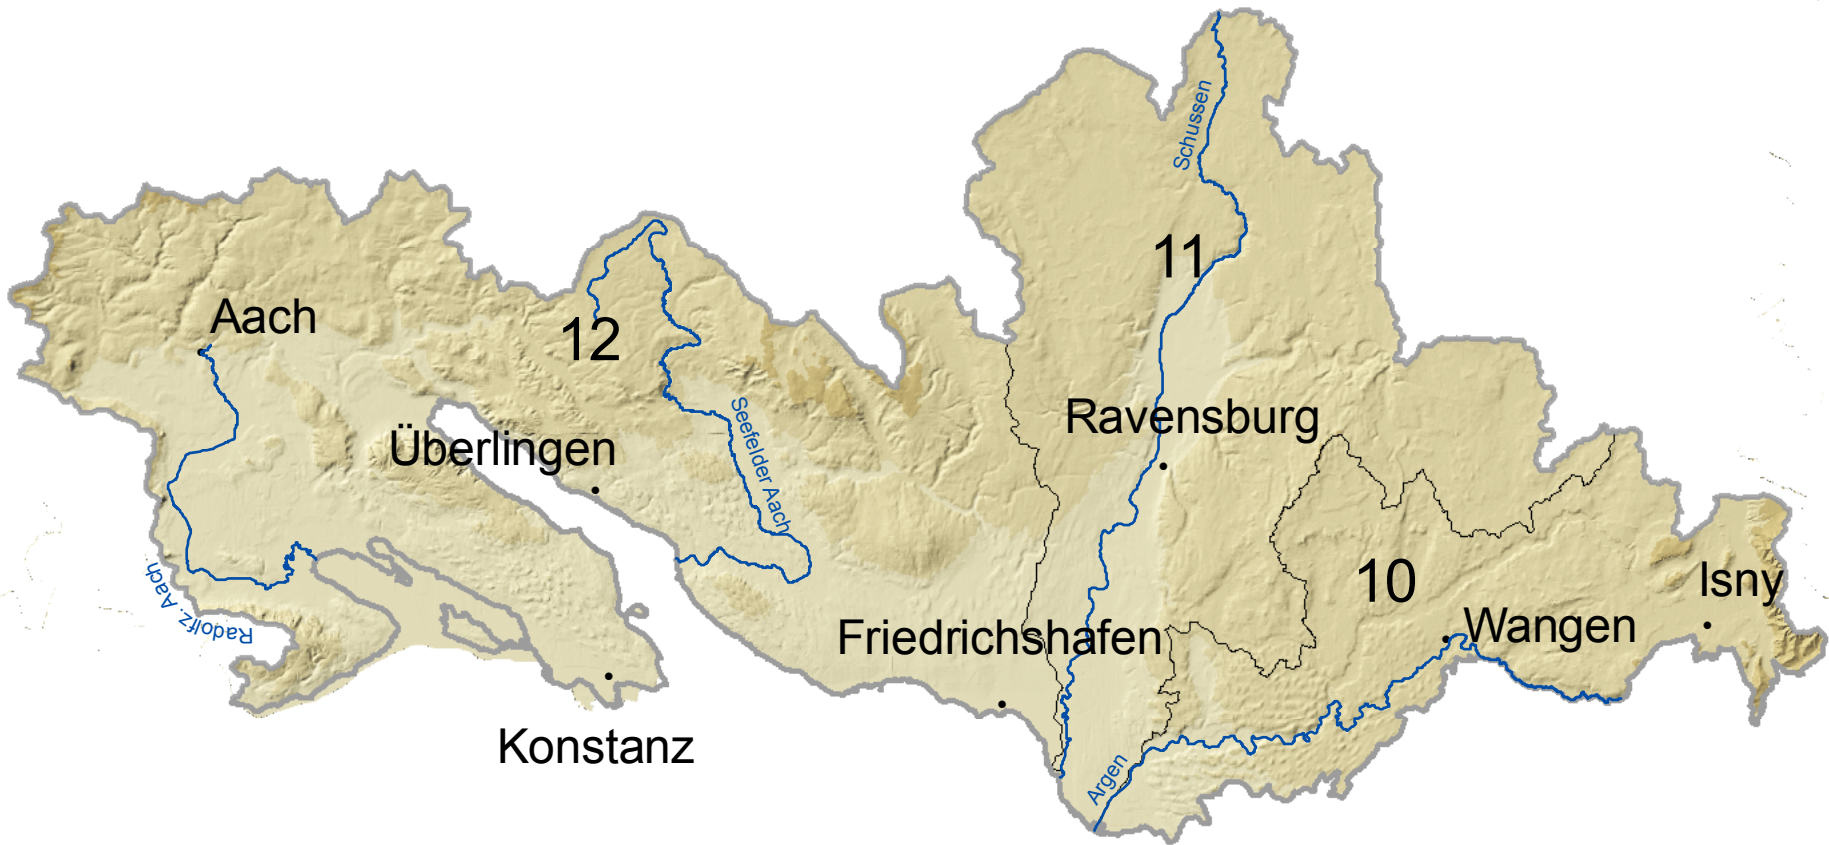 Schussen
11
Aach
12
Ravensburg
Überlingen
Seefelder Aach
10
Isny
Radolfz. Aach
Friedrichshafen
Wangen
Konstanz
Argen